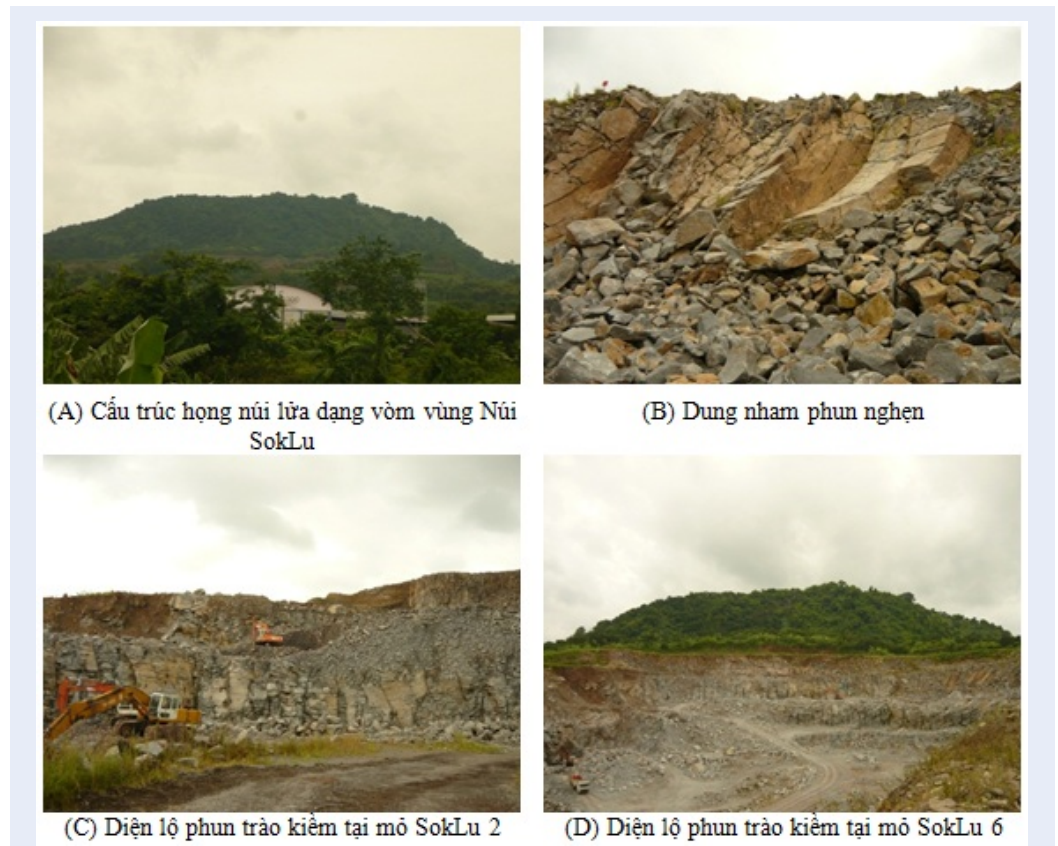 (A) Cấu trúc họng núi lửa dạng vòm vùng Núi
SokLu
(B) Dung nham phun nghẹn
(C) Diện lộ phun trào kiềm tại mỏ SokLu 2
(D) Diện lộ phun trào kiềm tại mỏ SokLu 6